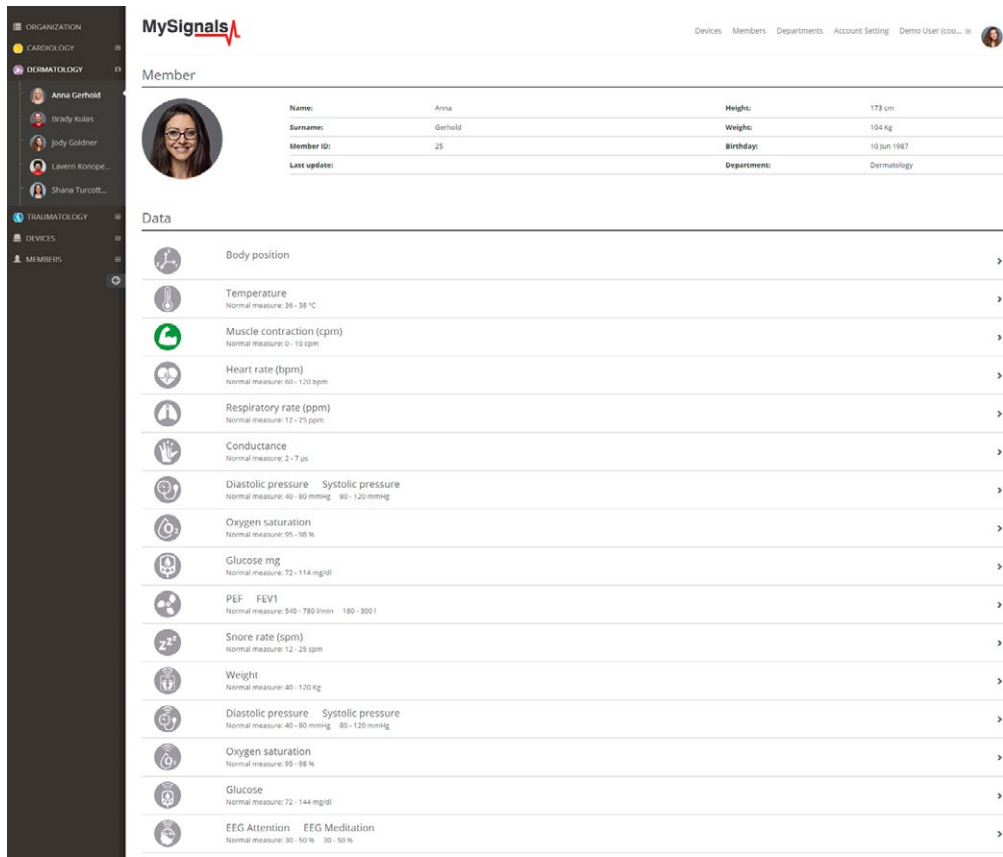 ORGANIZATION
CARDIOLOGY
DERMATOLOGY
Anna Gerhold
Brady Kulas
Jody Goldner
Lavern Konope...
Shana Turcott...
TRAUMATOLOGY
DEVICES
MEMBERS
MySignals
Devices Members Departments Account Setting Demo User (coo...
Member
Name: Anna Height: 173 cm
Surname: Gerhold Weight: 104 Kg
Member ID: 25 Birthday: 10 Jun 1987
Last update: Department: Dermatology
Data
Body position
Temperature
Normal measure: 36 - 38 °C
Muscle contraction (cpm)
Normal measure: 0 - 10 cpm
Heart rate (bpm)
Normal measure: 60 - 120 bpm
Respiratory rate (ppm)
Normal measure: 12 - 25 ppm
Conductance
Normal measure: 2 - 7 µs
Diastolic pressure Systolic pressure
Normal measure: 40 - 80 mmHg 80 - 120 mmHg
O₂
Oxygen saturation
Normal measure: 95 - 98 %
Glucose mg
Normal measure: 72 - 114 mg/dl
PEF FEV1
Normal measure: 540 - 780 l/min 180 - 300 l
zzz
Snore rate (spm)
Normal measure: 12 - 25 spm
Weight
Normal measure: 40 - 120 Kg
Diastolic pressure Systolic pressure
Normal measure: 40 - 80 mmHg 80 - 120 mmHg
O₂
Oxygen saturation
Normal measure: 95 - 98 %
Glucose
Normal measure: 72 - 144 mg/dl
EEG Attention EEG Meditation
Normal measure: 30 - 50 % 30 - 50 %